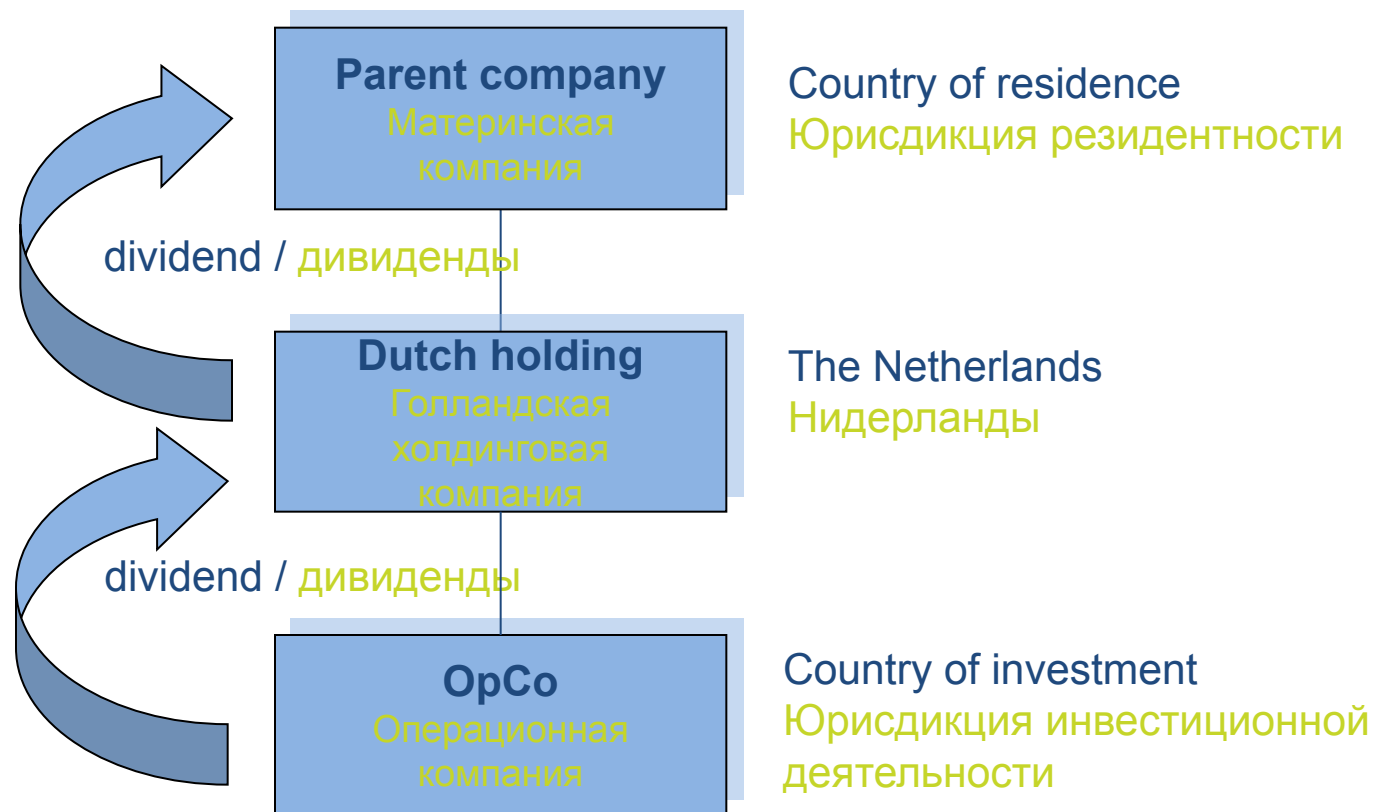 Parent company
Материнская
компания
Country of residence
Юрисдикция резидентности
dividend / дивиденды
Dutch holding
Голландская
холдинговая
компания
The Netherlands
Нидерланды
dividend / дивиденды
OpCo
Операционная
компания
Country of investment
Юрисдикция инвестиционной
деятельности